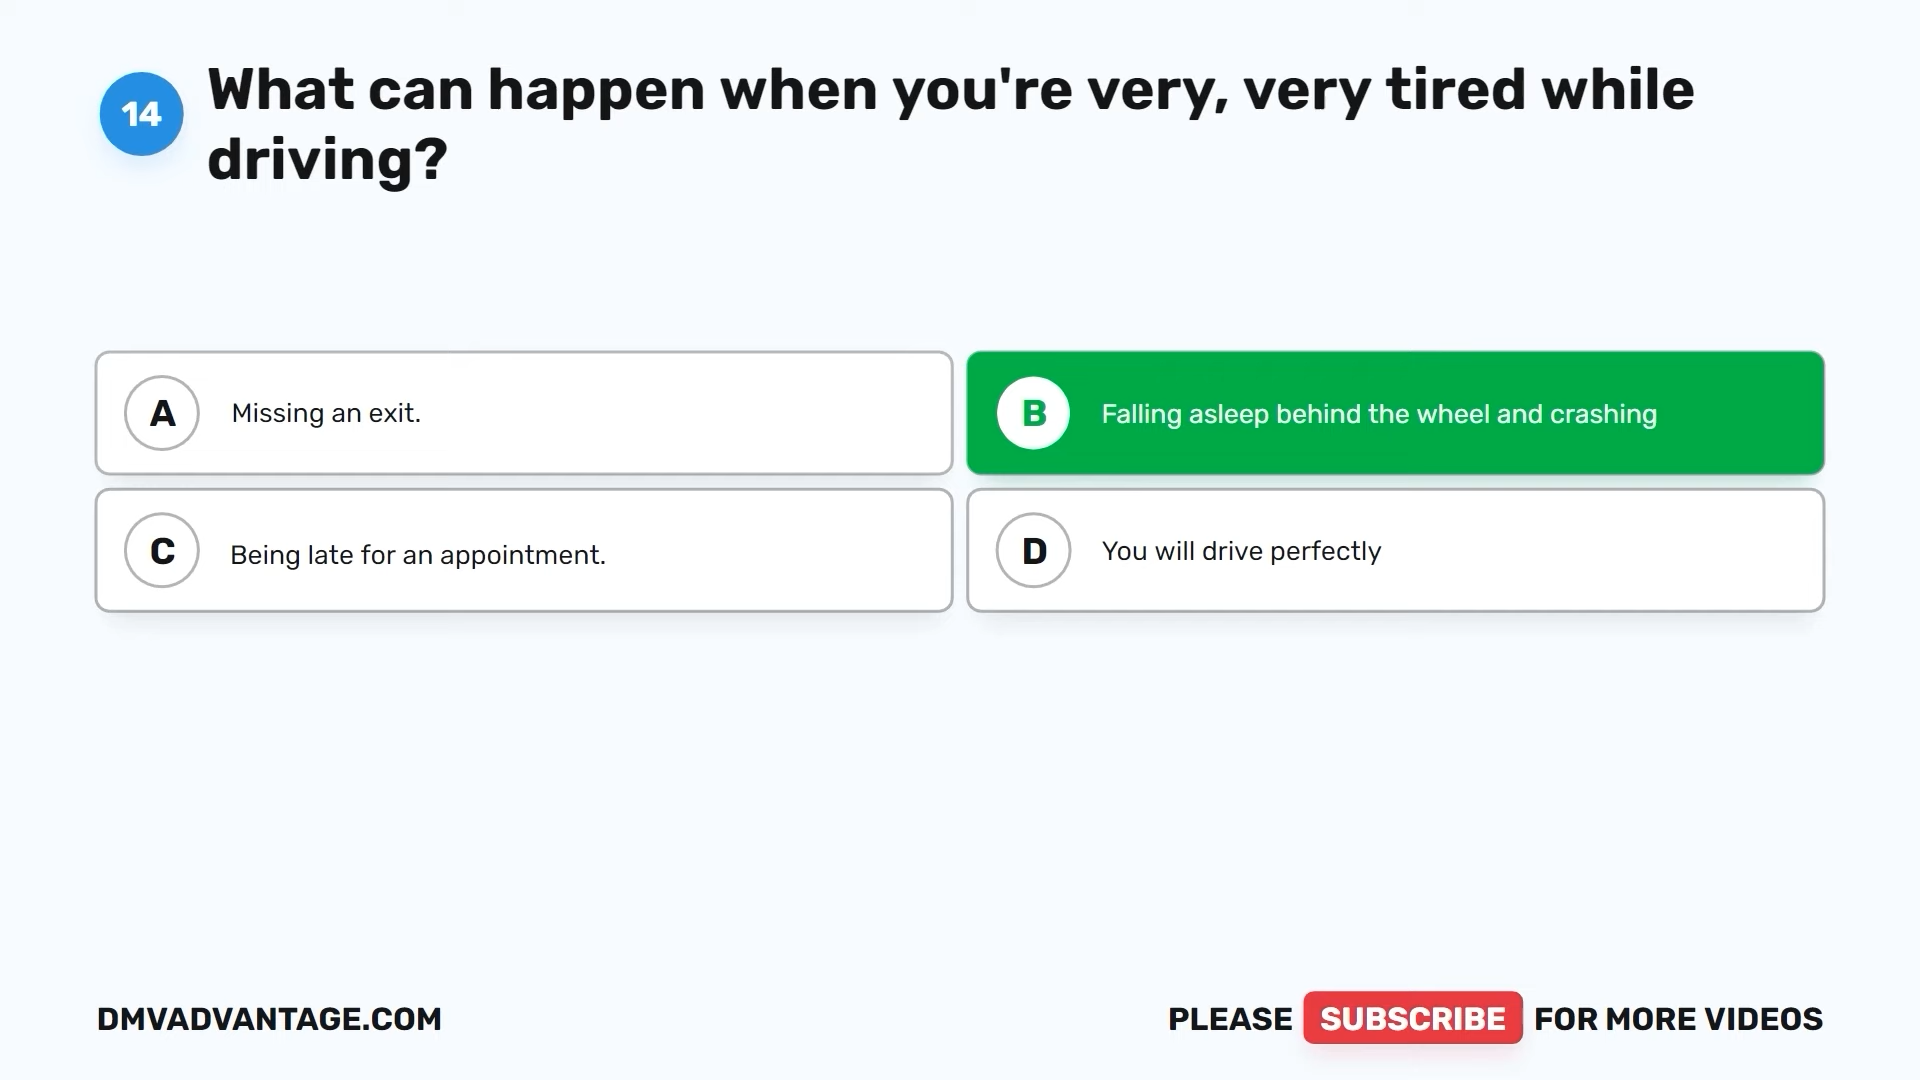 14
What can happen when you're very, very tired while
driving?
A
Missing an exit.
B
Falling asleep behind the wheel and crashing
C
Being late for an appointment.
D
You will drive perfectly
DMVADVANTAGE.COM
PLEASE SUBSCRIBE FOR MORE VIDEOS